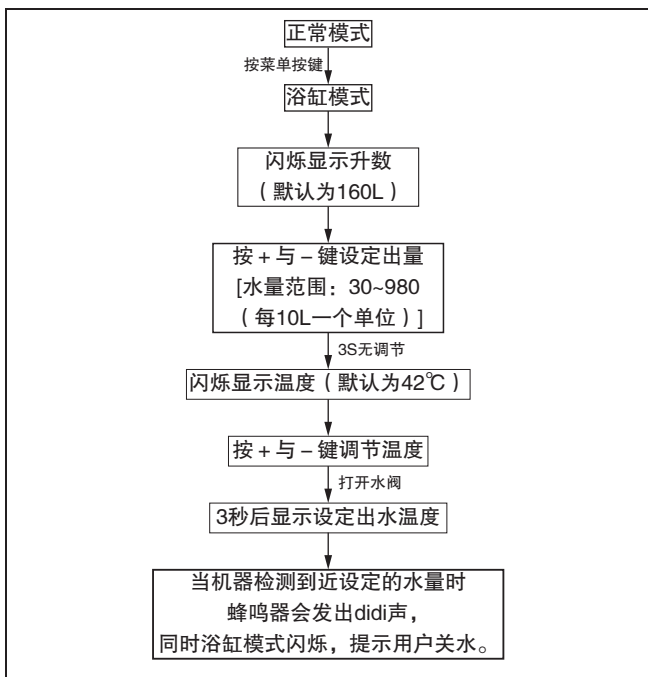 正常模式
按菜单按键
浴缸模式
闪烁显示升数
（默认为160L）
按+与-键设定出量
[水量范围：30~980
（每10L一个单位）]
3S无调节
闪烁显示温度（默认为42℃）
按+与-键调节温度
打开水阀
3秒后显示设定出水温度
当机器检测到近设定的水量时
蜂鸣器会发出didi声，
同时浴缸模式闪烁，提示用户关水。